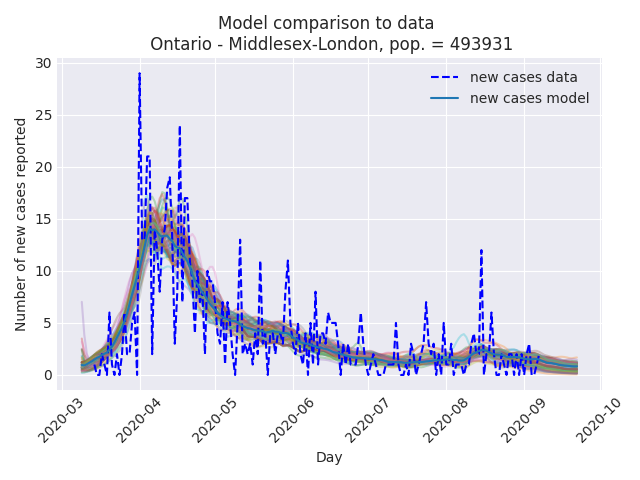 Model comparison to data
Ontario - Middlesex-London, pop. = 493931
new cases data
new cases model
Number of new cases reported
30
25
20
15
10
5
0
2020-03
2020-04
2020-05
2020-06
2020-07
2020-08
2020-09
2020-10
Day